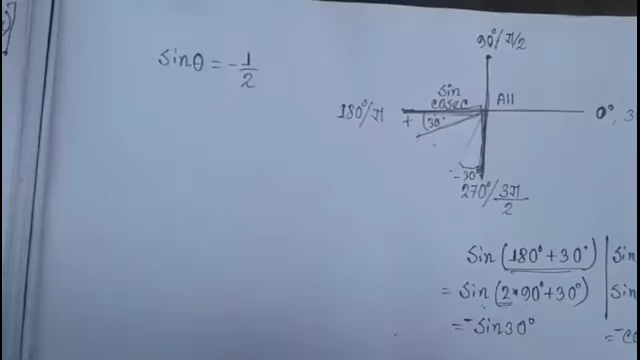 sinθ = -1/2
90°/π/2
sin
cosec
All
180°/π
+
(30°
0°, 3
-30°
270°/3π/2
sin (180° + 30°)
= sin (2*90° + 30°)
= -sin30°
sin
sin
= -co